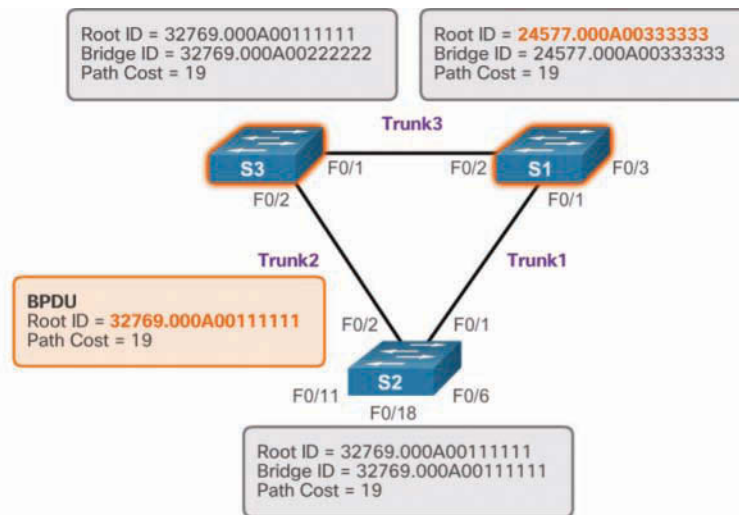 Root ID = 32769.000A00111111
Bridge ID = 32769.000A00222222
Path Cost = 19
Root ID = 24577.000A00333333
Bridge ID = 24577.000A00333333
Path Cost = 19
Trunk3
S3
F0/1
F0/2
S1
F0/3
F0/2
F0/1
Trunk2
Trunk1
BPDU
Root ID = 32769.000A00111111
Path Cost = 19
F0/2
F0/1
S2
F0/11
F0/6
F0/18
Root ID = 32769.000A00111111
Bridge ID = 32769.000A00111111
Path Cost = 19